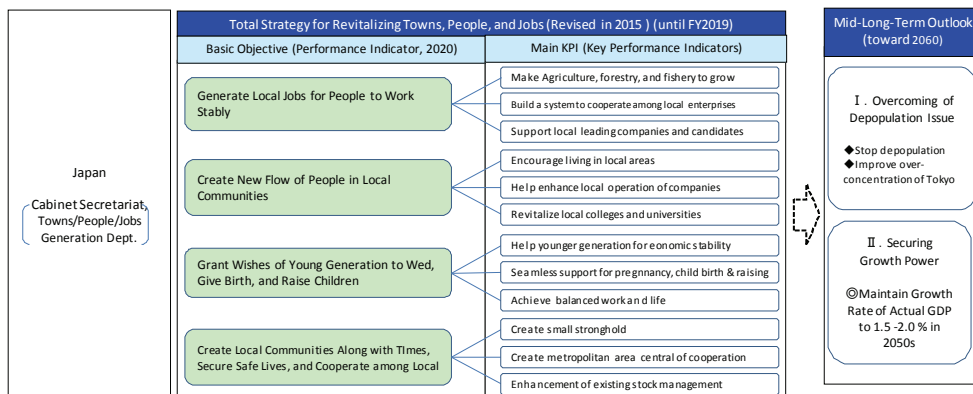 Total Strategy for Revitalizing Towns, People, and Jobs (Revised in 2015 ) (until FY2019)
Basic Objective (Performance Indicator, 2020)
Main KPI (Key Performance Indicators)
Mid-Long-Term Outlook
(toward 2060)
Japan
Cabinet Secretariat,
Towns/People/Jobs
Generation Dept.
Generate Local Jobs for People to Work
Stably
Make Agriculture, forestry, and fishery to grow
Build a system to cooperate among local enterprises
Support local leading companies and candidates
Create New Flow of People in Local
Communities
Encourage living in local areas
Help enhance local operation of companies
Revitalize local colleges and universities
Grant Wishes of Young Generation to Wed,
Give Birth, and Raise Children
Help younger generation for economic stability
Seamless support for pregnnancy, child birth & raising
Achieve balanced work and life
Create Local Communities Along with TImes,
Secure Safe Lives, and Cooperate among Local
Create small stronghold
Create metropolitan area central of cooperation
Enhancement of existing stock management
Ⅰ. Overcoming of
Depopulation Issue
◆Stop depopulation
◆Improve over-
concentration of Tokyo
Ⅱ. Securing
Growth Power
◎Maintain Growth
Rate of Actual GDP
to 1.5 -2.0 % in
2050s